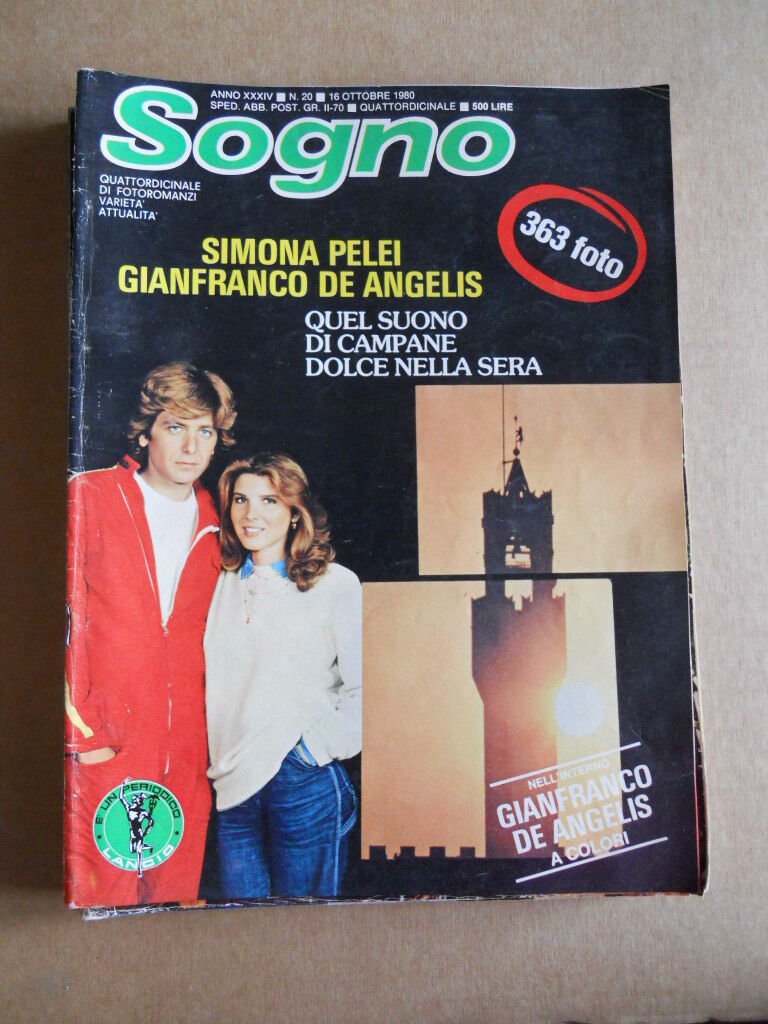 ANNO XXXIV ■ N. 20 ■ 16 OTTOBRE 1980
SPED. ABB. POST. GR. II-70 ■ QUATTORDICINALE ■ 500 LIRE
Sogno
QUATTORDICINALE
DI FOTOROMANZI
VARIETA'
ATTUALITA'
363 foto
SIMONA PELEI
GIANFRANCO DE ANGELIS
QUEL SUONO
DI CAMPANE
DOLCE NELLA SERA
NELL'INTERNO
GIANFRANCO
DE ANGELIS
A COLORI
E' UN PERIODICO
LANCIO